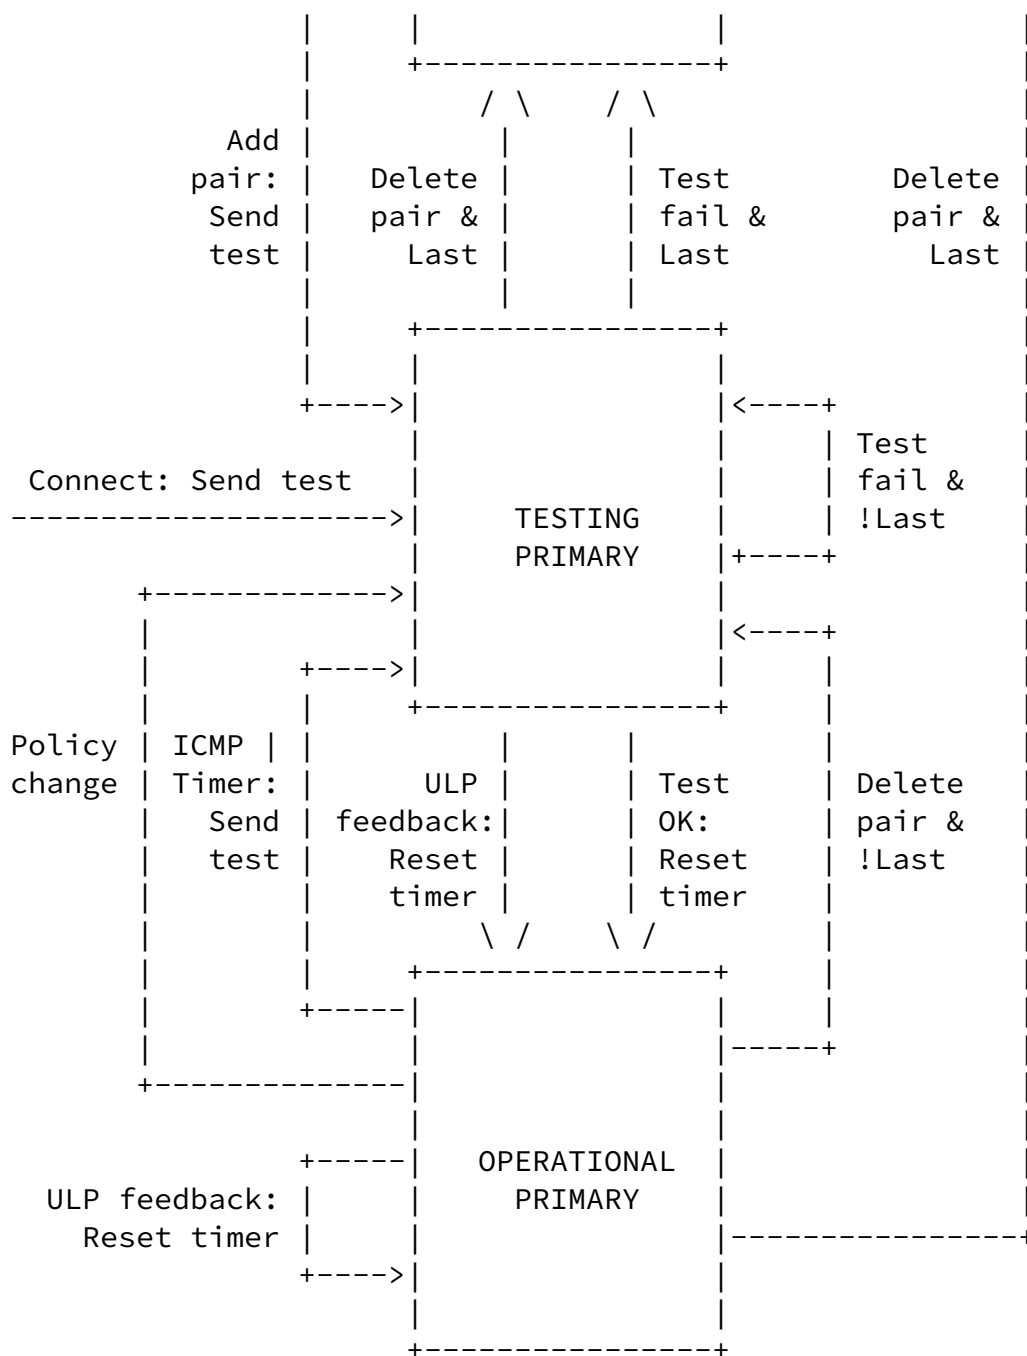 Add
pair:
Send
test
Delete
pair &
Last
Test
fail &
Last
Delete
pair &
Last
Test
fail &
!Last
Connect: Send test
TESTING
PRIMARY
Policy
change
ICMP |
Timer:
Send
test
ULP
feedback:
Reset
timer
Test
OK:
Reset
timer
Delete
pair &
!Last
OPERATIONAL
PRIMARY
ULP feedback:
Reset timer